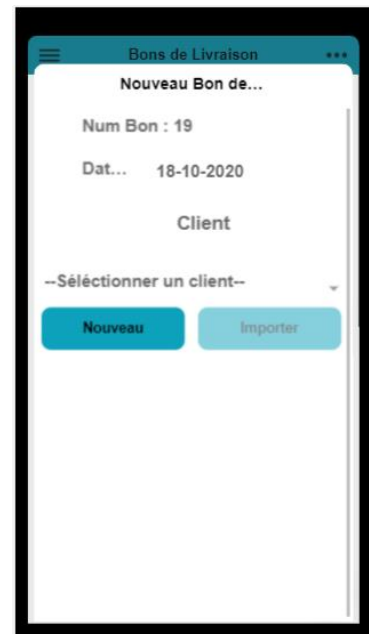 Bons de Livraison
Nouveau Bon de...
Num Bon : 19
Dat... 18-10-2020
Client
--Séléctionner un client--
Nouveau Importer